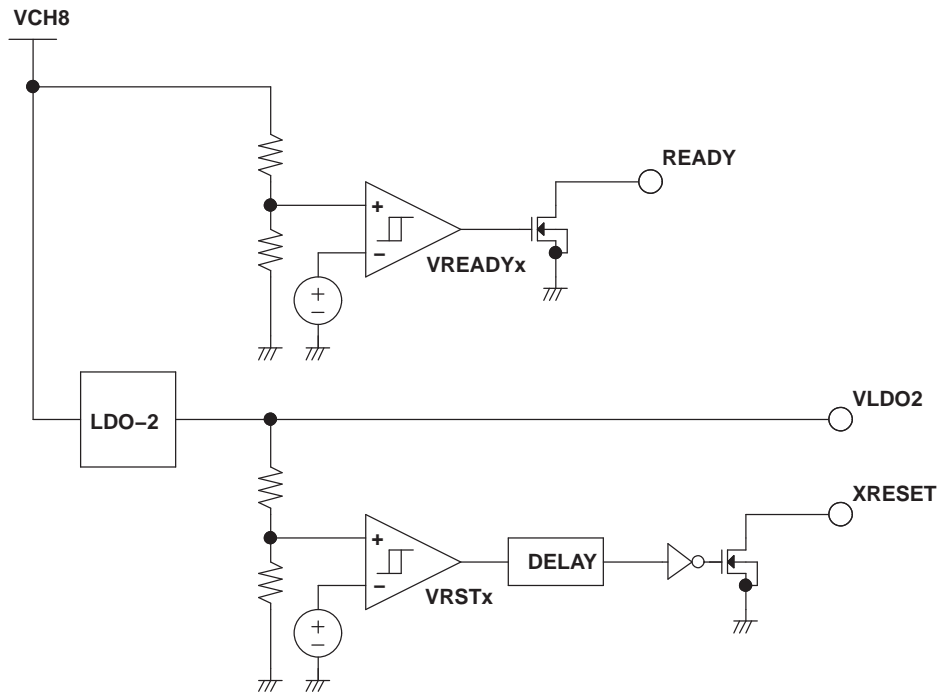 VCH8
READY
+
−
VREADYx
+
−
LDO−2
VLDO2
XRESET
+
−
DELAY
VRSTx
+
−